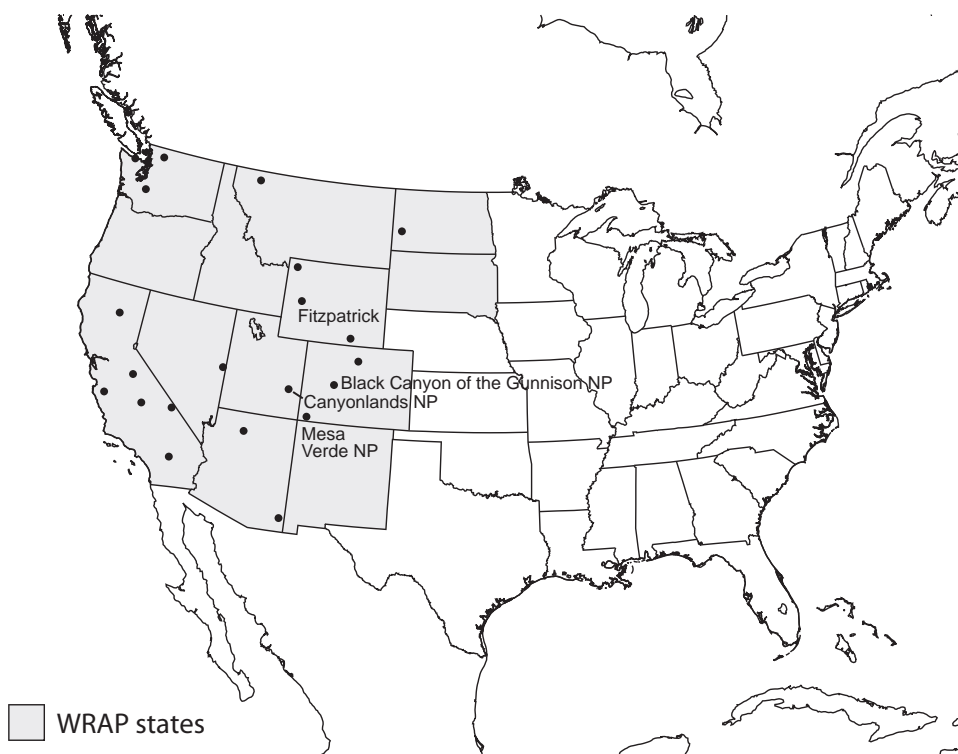 Fitzpatrick
Black Canyon of the Gunnison NP
Canyonlands NP
Mesa
Verde NP
WRAP states